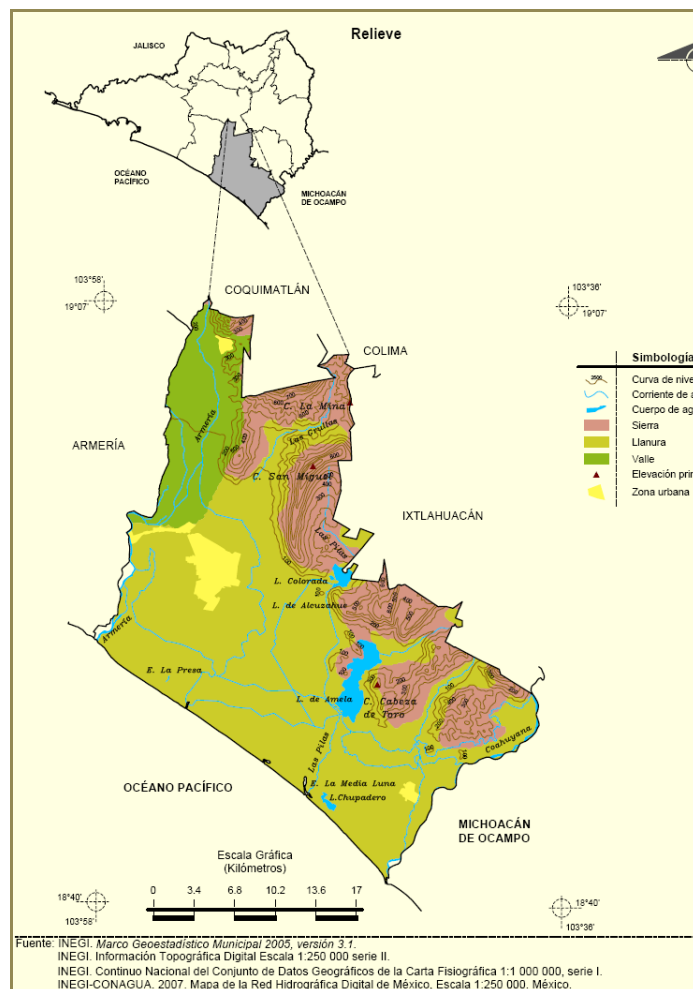 Relieve
JALISCO
OCÉANO
PACÍFICO
MICHOACÁN
DE OCAMPO
103°58'
19°07'
COQUIMATLÁN
103°36'
19°07'
COLIMA
Simbología
Curva de nive
Corriente de a
Cuerpo de ag
Sierra
Llanura
Valle
Elevación prin
Zona urbana
C. La Mina
Las Grullas
Armería
ARMERÍA
C. San Miguel
IXTLAHUACÁN
Las Pilas
L. Colorada
L. de Alcuzahue
Armería
E. La Presa
L. de Amela
C. Cabeza
de Toro
Coahuyana
Las Pilas
OCÉANO PACÍFICO
E. La Media Luna
L.Chupadero
MICHOACÁN
DE OCAMPO
Escala Gráfica
(Kilómetros)
0 3.4 6.8 10.2 13.6 17
18°40'
103°58'
18°40'
103°36'
Fuente: INEGI. Marco Geoestadístico Municipal 2005, versión 3.1.
INEGI. Información Topográfica Digital Escala 1:250 000 serie II.
INEGI. Continuo Nacional del Conjunto de Datos Geográficos de la Carta Fisiográfica 1:1 000 000, serie I.
INEGI-CONAGUA. 2007. Mapa de la Red Hidrográfica Digital de México. Escala 1:250 000. México.